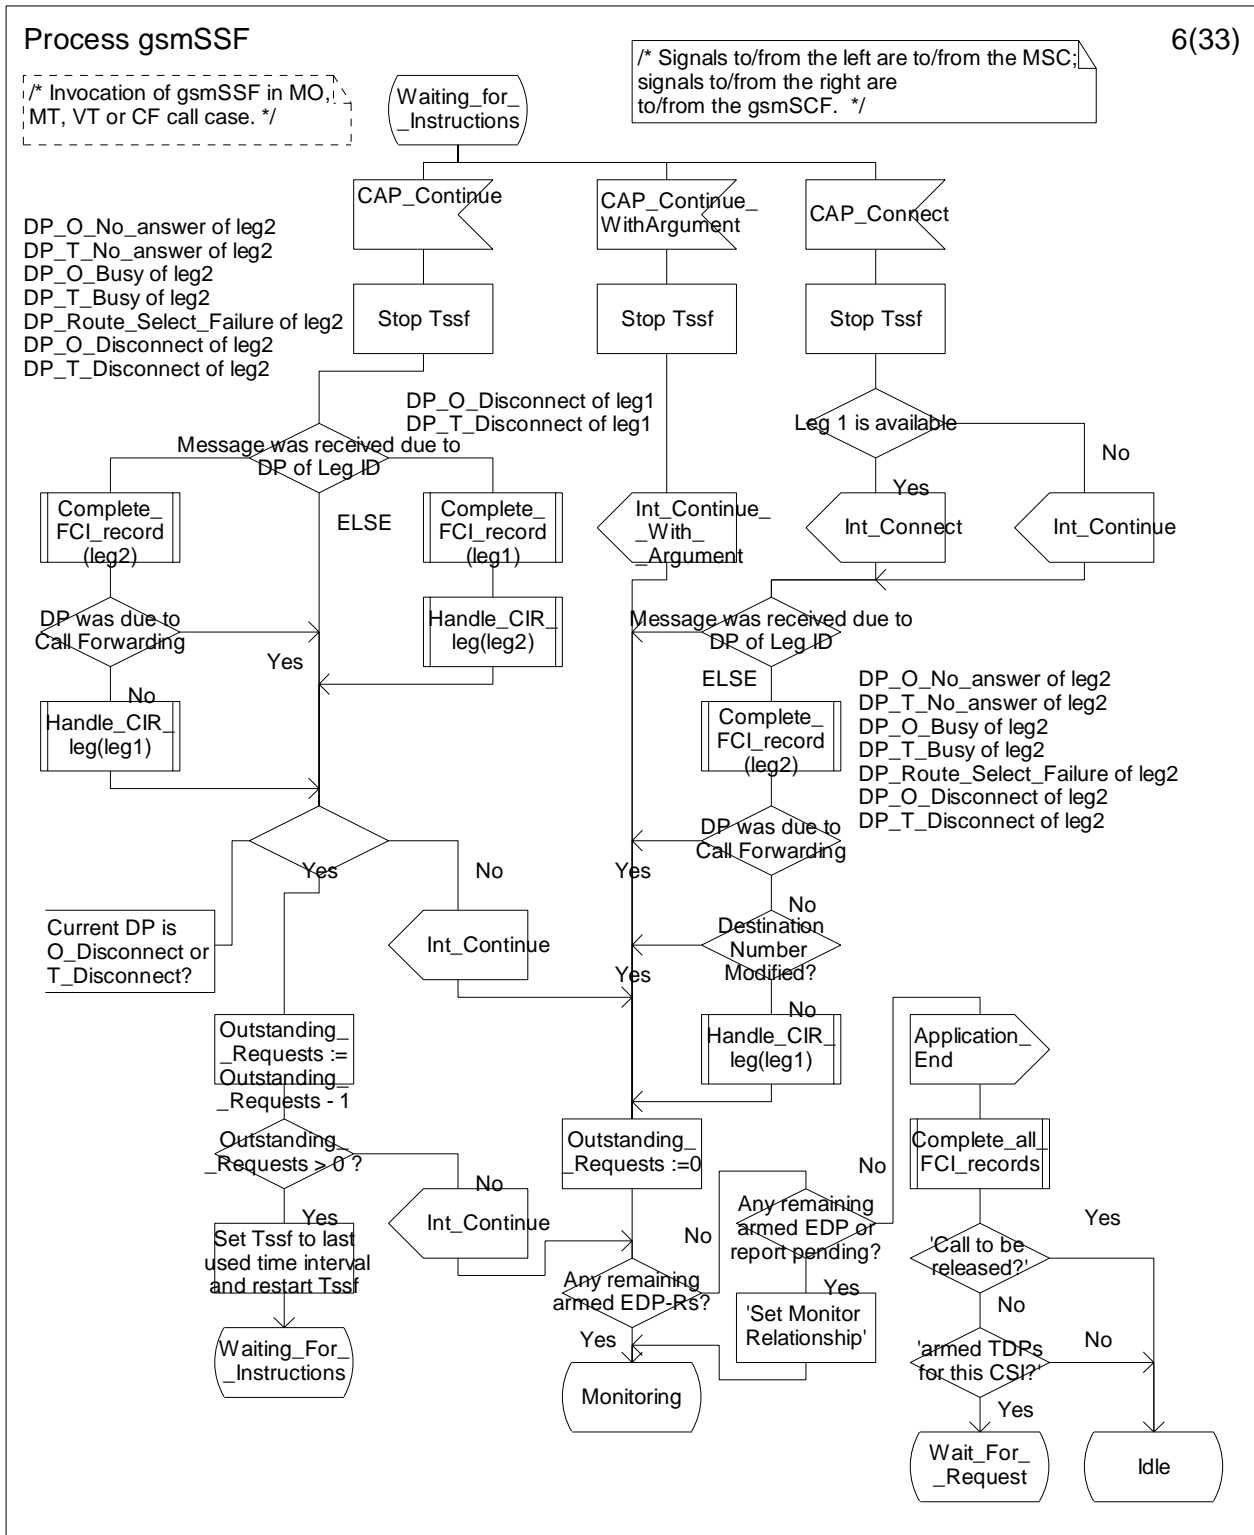 Process gsmSSF
6(33)
/* Invocation of gsmSSF in MO,
MT, VT or CF call case. */
Waiting_for_
_Instructions
/* Signals to/from the left are to/from the MSC;
signals to/from the right are
to/from the gsmSCF. */
CAP_Continue
CAP_Continue_
WithArgument
CAP_Connect
DP_O_No_answer of leg2
DP_T_No_answer of leg2
DP_O_Busy of leg2
DP_T_Busy of leg2
DP_Route_Select_Failure of leg2
DP_O_Disconnect of leg2
DP_T_Disconnect of leg2
Stop Tssf
Stop Tssf
Stop Tssf
DP_O_Disconnect of leg1
DP_T_Disconnect of leg1
Message was received due to
DP of Leg ID
Leg 1 is available
No
Yes
Complete_
_FCI_record
(leg2)
ELSE
Complete_
_FCI_record
(leg1)
Int_Continue_
_With_
_Argument
Int_Connect
Int_Continue
DP was due to
Call Forwarding
Yes
No
Handle_CIR_
leg(leg2)
Handle_CIR_
leg(leg1)
Message was received due to
DP of Leg ID
ELSE
Complete_
_FCI_record
(leg2)
DP_O_No_answer of leg2
DP_T_No_answer of leg2
DP_O_Busy of leg2
DP_T_Busy of leg2
DP_Route_Select_Failure of leg2
DP_O_Disconnect of leg2
DP_T_Disconnect of leg2
DP was due to
Call Forwarding
Yes
No
Yes
No
Current DP is
O_Disconnect or
T_Disconnect?
Int_Continue
Destination
Number
Modified?
Yes
No
Handle_CIR_
leg(leg1)
Outstanding_
_Requests :=
Outstanding_
_Requests - 1
Application_
End
Outstanding_
_Requests > 0 ?
No
Yes
Int_Continue
Outstanding_
_Requests :=0
Complete_all_
_FCI_records
Set Tssf to last
used time interval
and restart Tssf
Any remaining
armed EDP-Rs?
No
Yes
Any remaining
armed EDP or
report pending?
No
Yes
'Set Monitor
Relationship'
'Call to be
released?'
Yes
No
'armed TDPs
for this CSI?'
No
Yes
Waiting_For_
_Instructions
Monitoring
Wait_For_
_Request
Idle